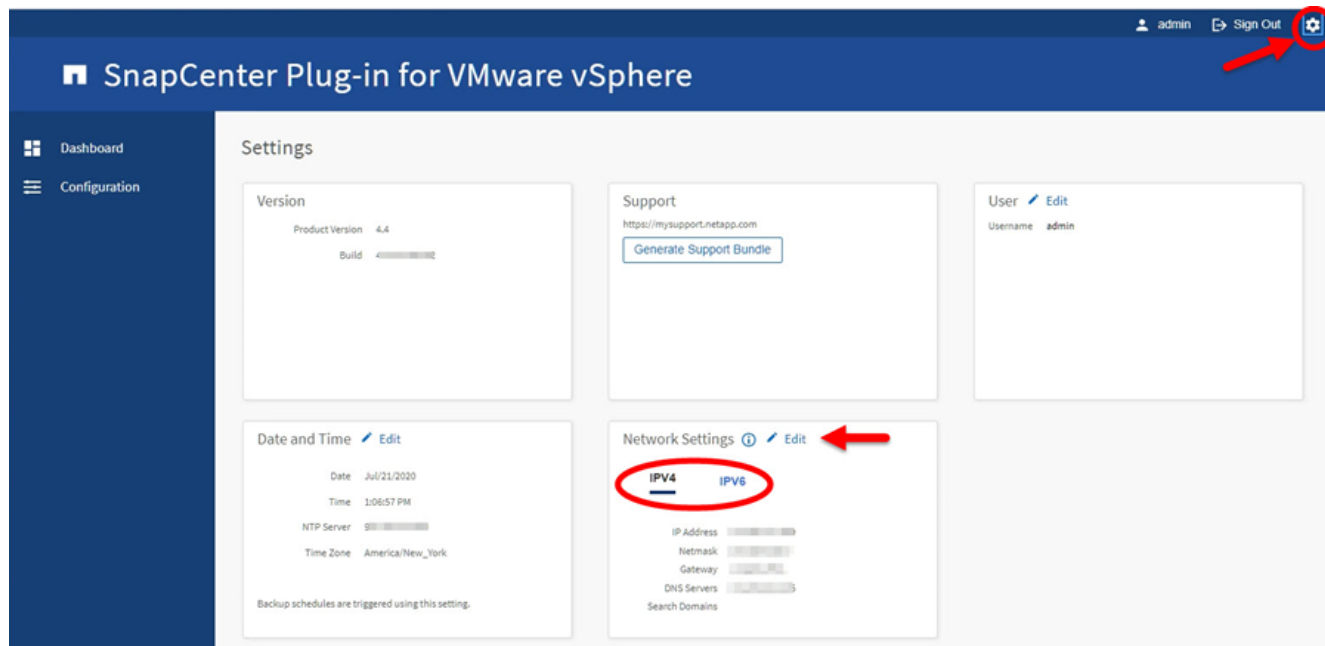 admin Sign Out
SnapCenter Plug-in for VMware vSphere
Dashboard
Configuration
Settings
Version
Product Version 4.4
Build
Support
https://mysupport.netapp.com
Generate Support Bundle
User Edit
Username admin
Date and Time Edit
Date Jul/21/2020
Time 1:06:57 PM
NTP Server
Time Zone America/New_York
Backup schedules are triggered using this setting.
Network Settings Edit
IPV4 IPV6
IP Address
Netmask
Gateway
DNS Servers
Search Domains